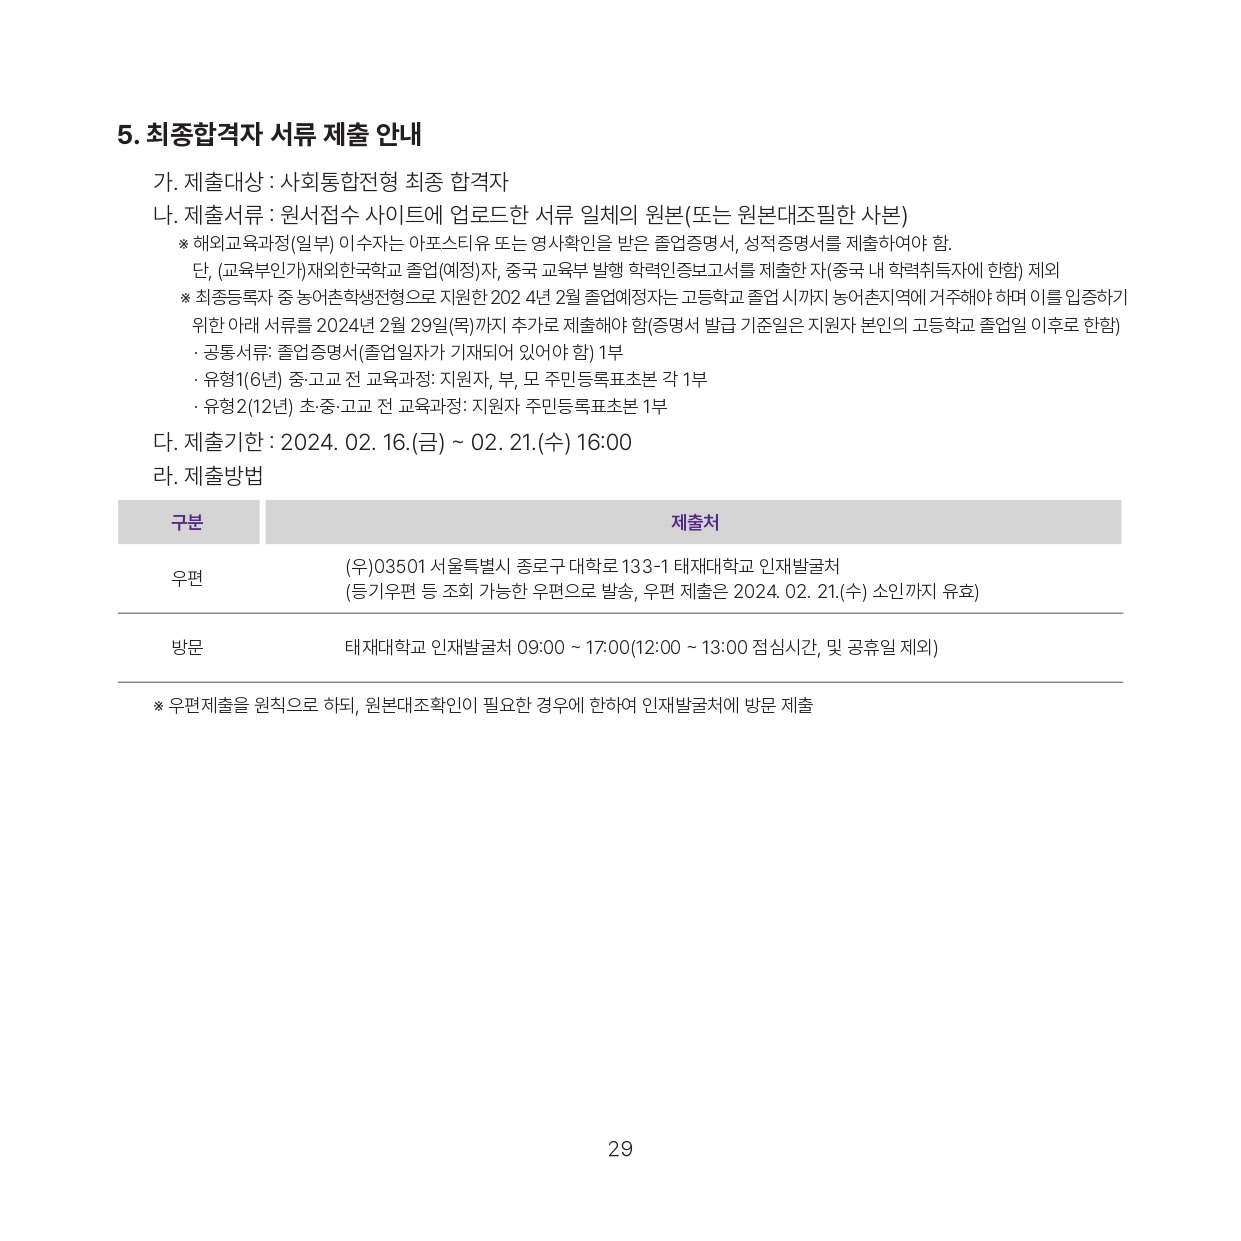 5. 최종합격자 서류 제출 안내
가. 제출대상 : 사회통합전형 최종 합격자
나. 제출서류 : 원서접수 사이트에 업로드한 서류 일체의 원본(또는 원본대조필한 사본)
※ 해외교육과정(일부) 이수자는 아포스티유 또는 영사확인을 받은 졸업증명서, 성적증명서를 제출하여야 함.
단, (교육부인가)재외한국학교 졸업(예정)자, 중국 교육부 발행 학력인증보고서를 제출한 자(중국 내 학력취득자에 한함) 제외
※ 최종등록자 중 농어촌학생전형으로 지원한 202 4년 2월 졸업예정자는 고등학교 졸업 시까지 농어촌지역에 거주해야 하며 이를 입증하기
위한 아래 서류를 2024년 2월 29일(목)까지 추가로 제출해야 함(증명서 발급 기준일은 지원자 본인의 고등학교 졸업일 이후로 한함)
· 공통서류: 졸업증명서(졸업일자가 기재되어 있어야 함) 1부
· 유형1(6년) 중·고교 전 교육과정: 지원자, 부, 모 주민등록표초본 각 1부
· 유형2(12년) 초·중·고교 전 교육과정: 지원자 주민등록표초본 1부
다. 제출기한 : 2024. 02. 16.(금) ~ 02. 21.(수) 16:00
라. 제출방법
구분 제출처
우편 (우)03501 서울특별시 종로구 대학로 133-1 태재대학교 인재발굴처
(등기우편 등 조회 가능한 우편으로 발송, 우편 제출은 2024. 02. 21.(수) 소인까지 유효)
방문 태재대학교 인재발굴처 09:00 ~ 17:00(12:00 ~ 13:00 점심시간, 및 공휴일 제외)
※ 우편제출을 원칙으로 하되, 원본대조확인이 필요한 경우에 한하여 인재발굴처에 방문 제출
29